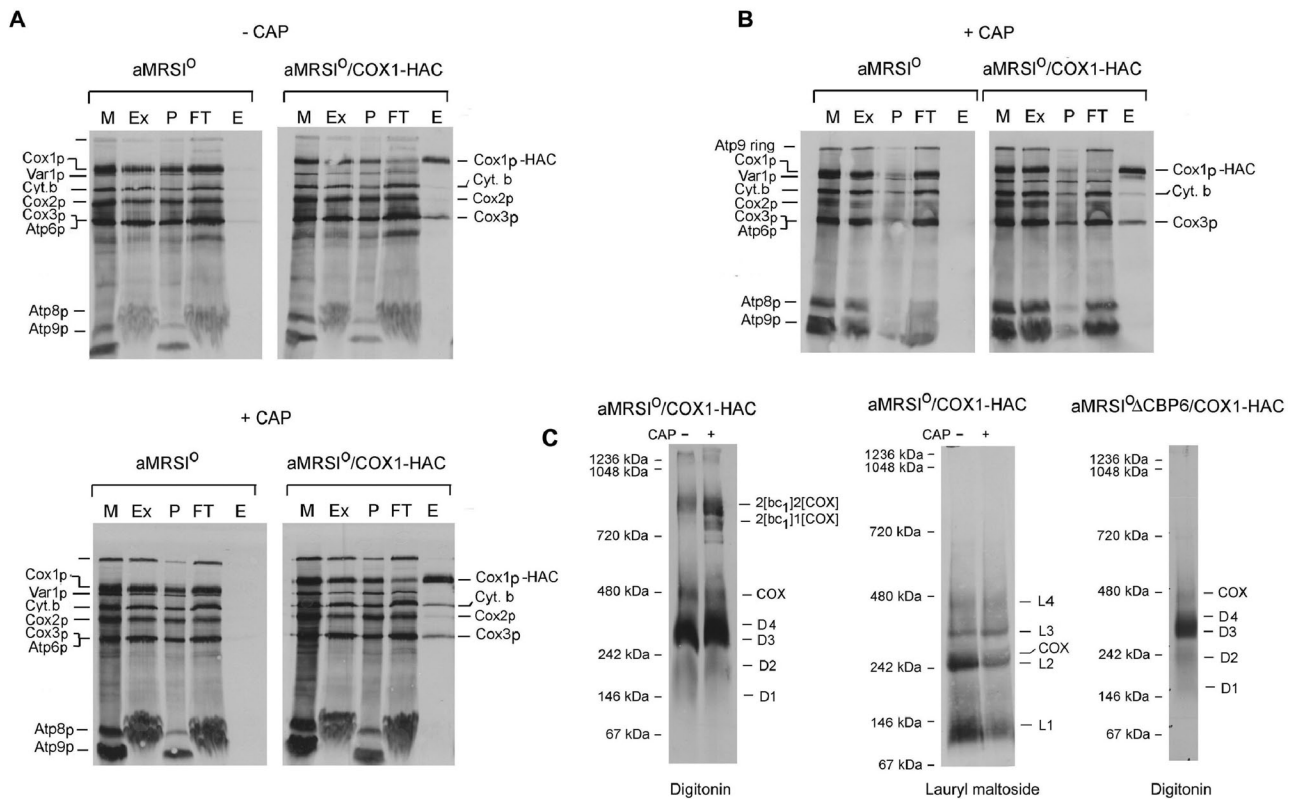 A
- CAP
aMRSI^O aMRSI^O/COX1-HAC
M Ex P FT E M Ex P FT E
Cox1p
Var1p
Cyt.b
Cox2p
Cox3p
Atp6p
Atp8p
Atp9p
Cox1p-HAC
Cyt. b
Cox2p
Cox3p
+ CAP
aMRSI^O aMRSI^O/COX1-HAC
M Ex P FT E M Ex P FT E
Cox1p
Var1p
Cyt.b
Cox2p
Cox3p
Atp6p
Atp8p
Atp9p
Cox1p-HAC
Cyt. b
Cox2p
Cox3p
B
+ CAP
aMRSI^O aMRSI^O/COX1-HAC
M Ex P FT E M Ex P FT E
Atp9 ring
Cox1p
Var1p
Cyt.b
Cox2p
Cox3p
Atp6p
Atp8p
Atp9p
Cox1p-HAC
Cyt. b
Cox3p
C
aMRSI^O/COX1-HAC
CAP – +
1236 kDa
1048 kDa
720 kDa
480 kDa
242 kDa
146 kDa
67 kDa
2[bc1]2[COX]
2[bc1]1[COX]
COX
D4
D3
D2
D1
Digitonin
aMRSI^O/COX1-HAC
CAP – +
1236 kDa
1048 kDa
720 kDa
480 kDa
242 kDa
146 kDa
67 kDa
L4
L3
COX
L2
L1
Lauryl maltoside
aMRSI^OΔCBP6/COX1-HAC
1236 kDa
1048 kDa
720 kDa
480 kDa
242 kDa
146 kDa
67 kDa
COX
D4
D3
D2
D1
Digitonin